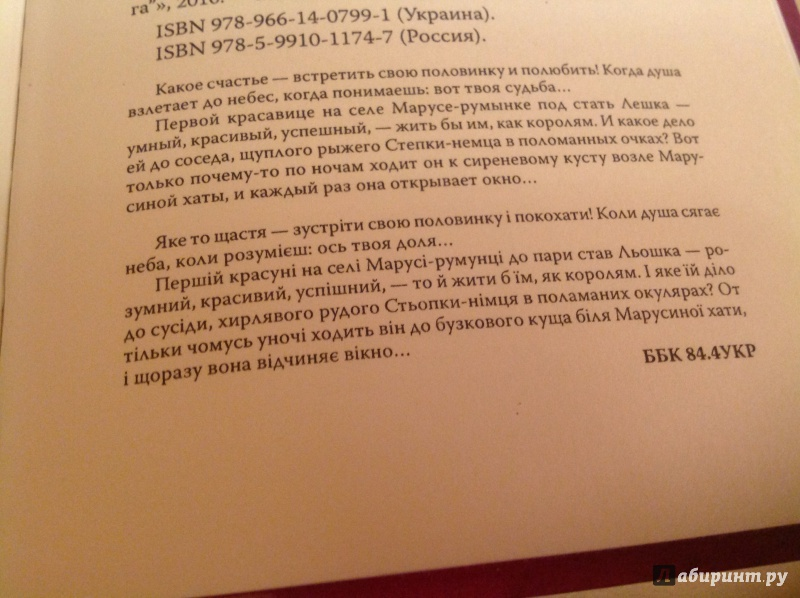 га”», 2010.
ISBN 978-966-14-0799-1 (Украина).
ISBN 978-5-9910-1174-7 (Россия).
Какое счастье — встретить свою половинку и полюбить! Когда душа
взлетает до небес, когда понимаешь: вот твоя судьба...
Первой красавице на селе Марусе-румынке под стать Лешка —
умный, красивый, успешный, — жить бы им, как королям. И какое дело
ей до соседа, щуплого рыжего Степки-немца в поломанных очках? Вот
только почему-то по ночам ходит он к сиреневому кусту возле Мару-
синой хаты, и каждый раз она открывает окно...
Яке то щастя — зустріти свою половинку і покохати! Коли душа сягає
неба, коли розумієш: ось твоя доля...
Першій красуні на селі Марусі-румунці до пари став Льошка — ро-
зумний, красивий, успішний, — то й жити б їм, як королям. І яке їй діло
до сусіди, хирлявого рудого Стьопки-німця в поламаних окулярах? От
тільки чомусь уночі ходить він до бузкового куща біля Марусиної хати,
і щоразу вона відчиняє вікно...
ББК 84.4УКР
Лабиринт.ру